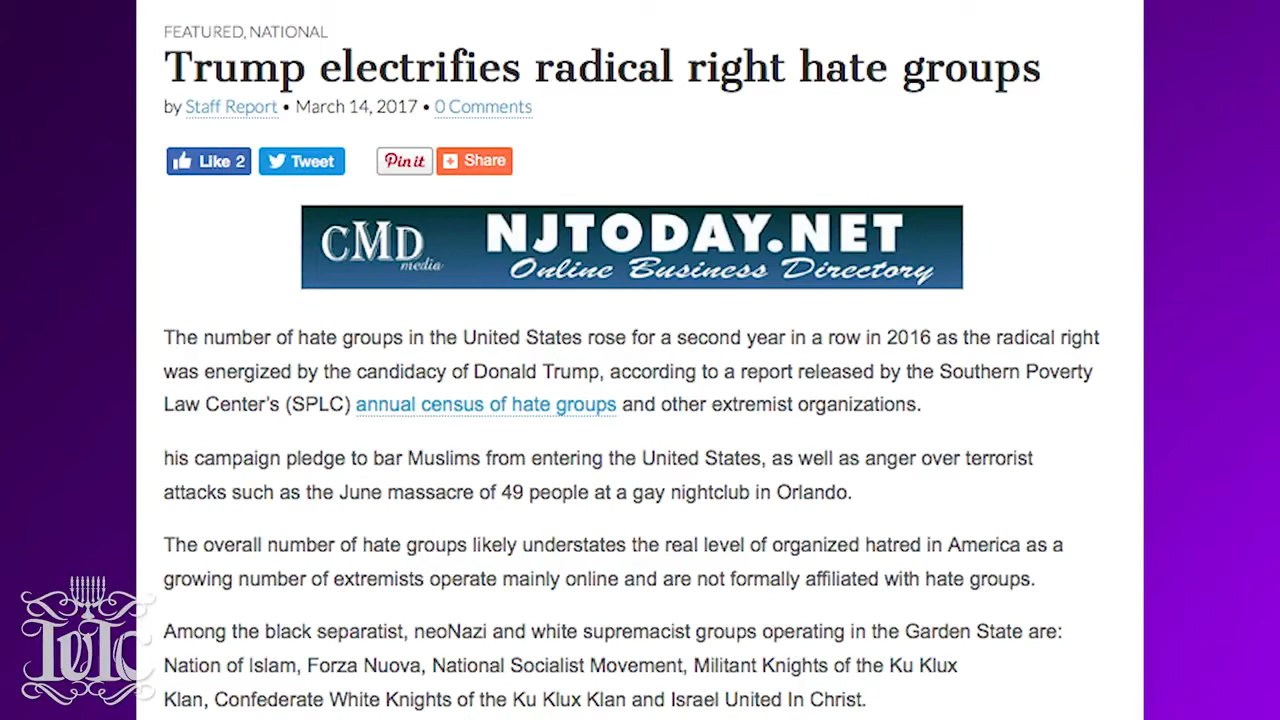 FEATURED, NATIONAL
Trump electrifies radical right hate groups
by Staff Report • March 14, 2017 • 0 Comments
Like 2 Tweet Pin it Share
CMD media NJTODAY.NET
Online Business Directory
The number of hate groups in the United States rose for a second year in a row in 2016 as the radical right
was energized by the candidacy of Donald Trump, according to a report released by the Southern Poverty
Law Center's (SPLC) annual census of hate groups and other extremist organizations.
his campaign pledge to bar Muslims from entering the United States, as well as anger over terrorist
attacks such as the June massacre of 49 people at a gay nightclub in Orlando.
The overall number of hate groups likely understates the real level of organized hatred in America as a
growing number of extremists operate mainly online and are not formally affiliated with hate groups.
Among the black separatist, neoNazi and white supremacist groups operating in the Garden State are:
Nation of Islam, Forza Nuova, National Socialist Movement, Militant Knights of the Ku Klux
Klan, Confederate White Knights of the Ku Klux Klan and Israel United In Christ.
IUIC